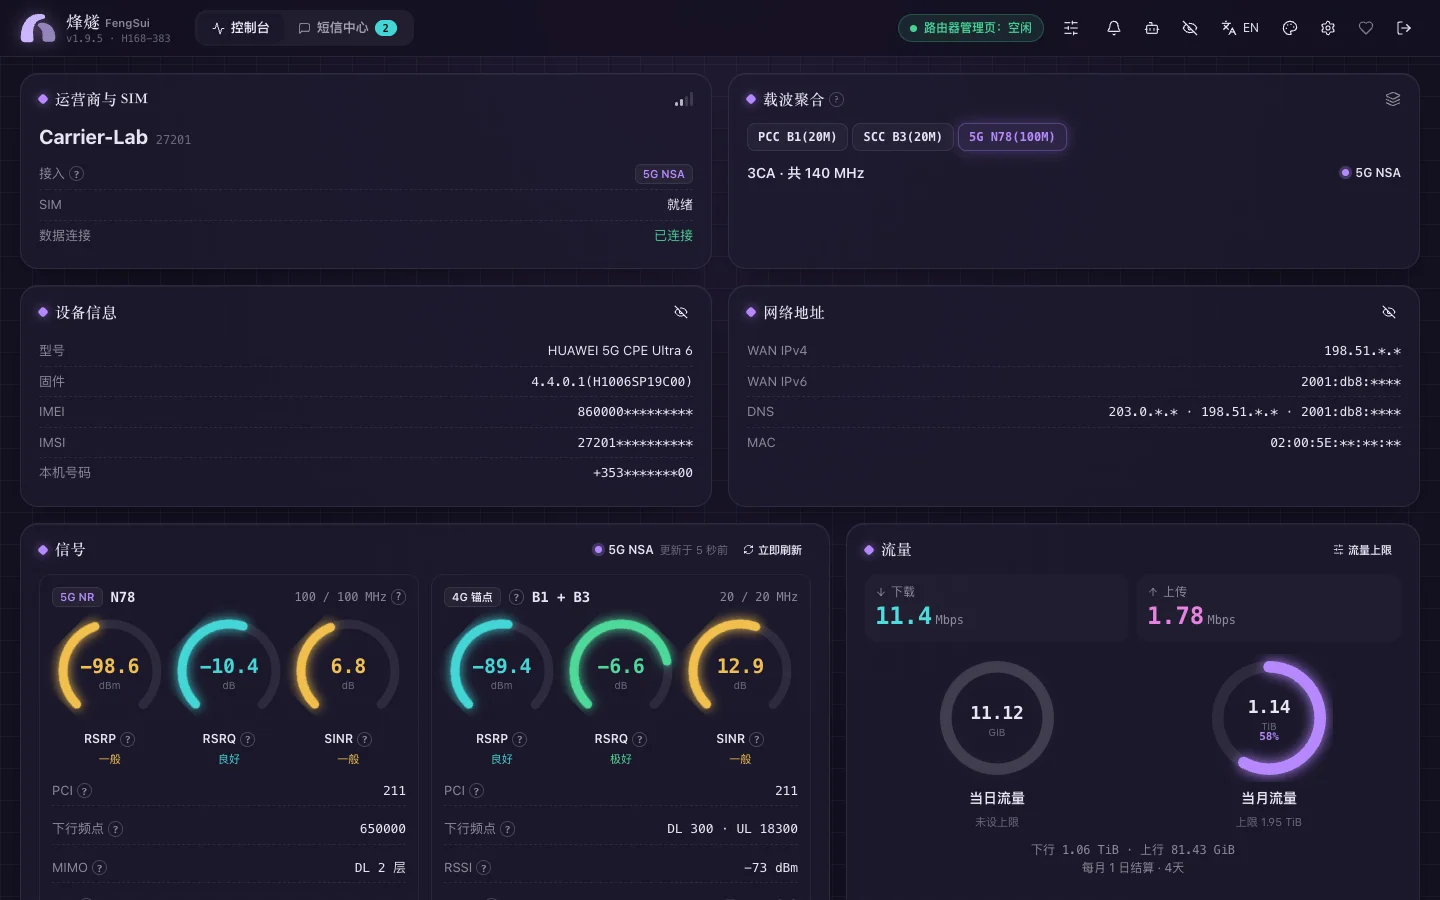 烽燧 FengSui
v1.9.5 · H168-383
控制台
短信中心 2
路由器管理页: 空闲
EN
运营商与 SIM
Carrier-Lab 27201
接入 ?
5G NSA
SIM
就绪
数据连接
已连接
载波聚合 ?
PCC B1(20M) SCC B3(20M) 5G N78(100M)
3CA · 共 140 MHz
5G NSA
设备信息
型号
HUAWEI 5G CPE Ultra 6
固件
4.4.0.1(H1006SP19C00)
IMEI
860000*********
IMSI
27201**********
本机号码
+353*******00
网络地址
WAN IPv4
198.51.*.*
WAN IPv6
2001:db8:****
DNS
203.0.*.* · 198.51.*.* · 2001:db8:****
MAC
02:00:5E:**:**:**
信号
5G NSA 更新于 5 秒前 立即刷新
5G NR N78
100 / 100 MHz ?
-98.6
dBm
RSRP ?
一般
-10.4
dB
RSRQ ?
良好
6.8
dB
SINR ?
一般
PCI ?
211
下行频点 ?
650000
MIMO ?
DL 2 层
4G 锚点 ? B1 + B3
20 / 20 MHz
-89.4
dBm
RSRP ?
良好
-6.6
dB
RSRQ ?
极好
12.9
dB
SINR ?
一般
PCI ?
211
下行频点 ?
DL 300 · UL 18300
RSSI ?
-73 dBm
流量
流量上限
↓ 下载
11.4 Mbps
↑ 上传
1.78 Mbps
11.12
GiB
当日流量
未设上限
1.14
TiB
58%
当月流量
上限 1.95 TiB
下行 1.06 TiB · 上行 81.43 GiB
每月 1 日结算 · 4天